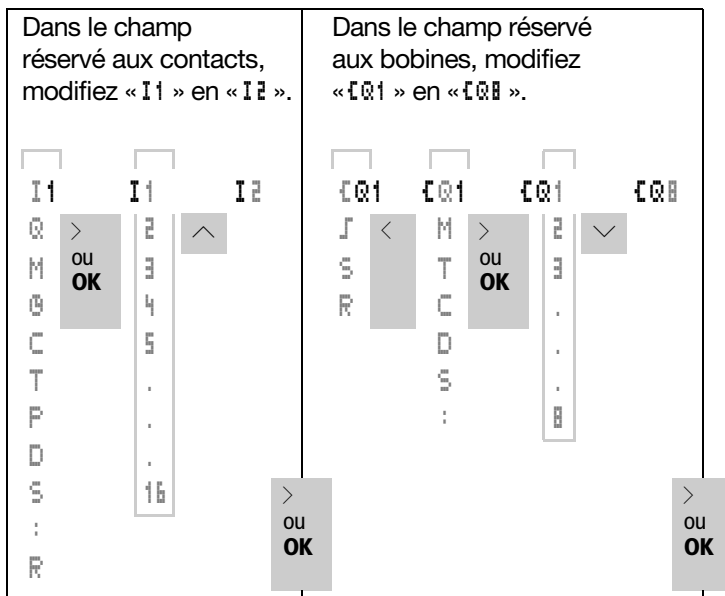 Dans le champ
réservé aux contacts,
modifiez « I1 » en « I2 ».
I1 I1 I2
Q > 2 ^
M ou 3
OK
⏲ 4
C 5
T .
P .
D .
S 16
:
R
>
ou
OK
Dans le champ réservé
aux bobines, modifiez
« {Q1 » en « {Q8 ».
{Q1 {Q1 {Q1 {Q8
ʃ < M > 2 ﹀
S T ou 3
OK
R C .
D .
S .
: 8
>
ou
OK